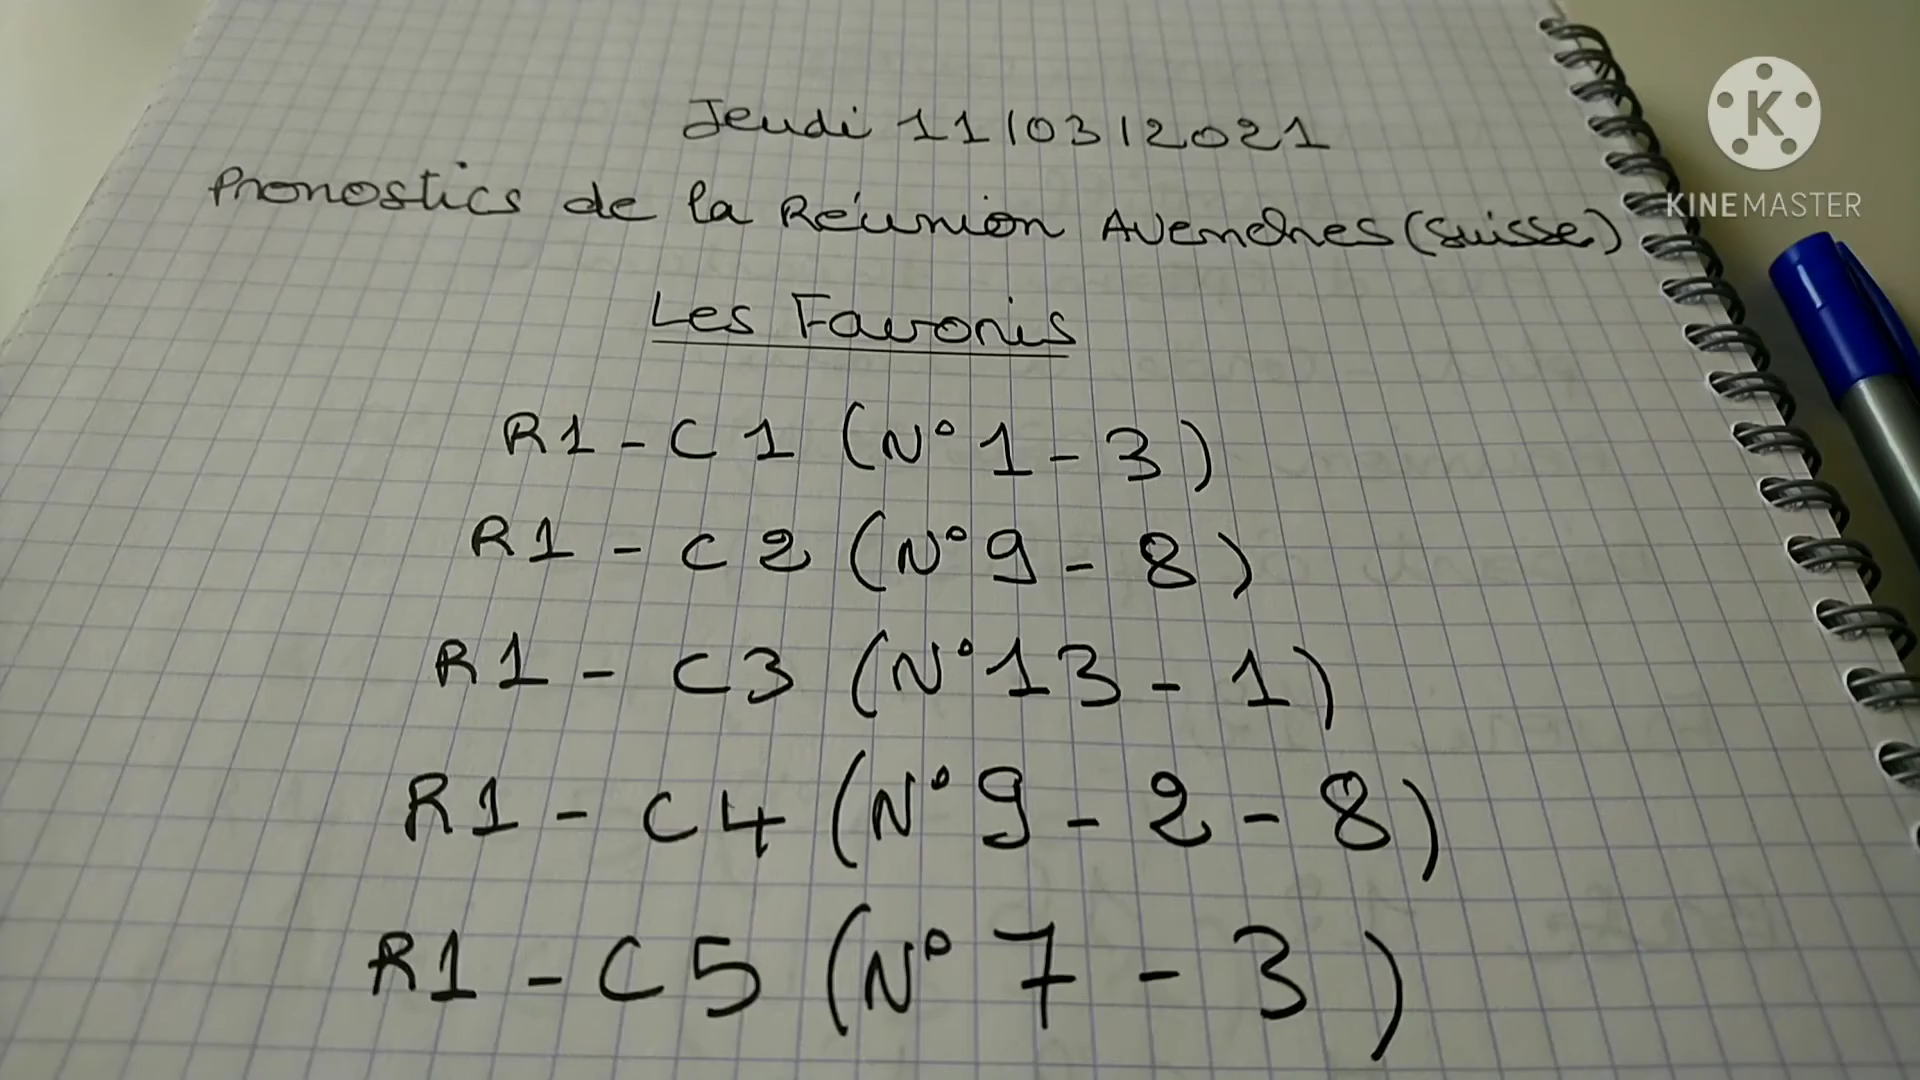 Jeudi 11/03/2021
K
KINEMASTER
Pronostics de la Réunion Avenches (Suisse)
Les Favoris
R1 - C1 (N° 1 - 3)
R1 - C2 (N° 9 - 8)
R1 - C3 (N° 13 - 1)
R1 - C4 (N° 9 - 2 - 8)
R1 - C5 (N° 7 - 3)